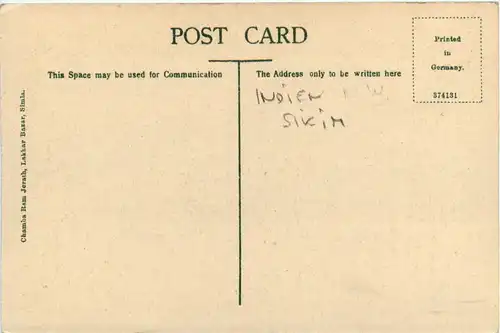 POST CARD
This Space may be used for Communication
The Address only to be written here
Printed
in
Germany.
374131
INDIEN
SIKIM
Chamba Ram Jerath, Lakkar Bazar, Simla.